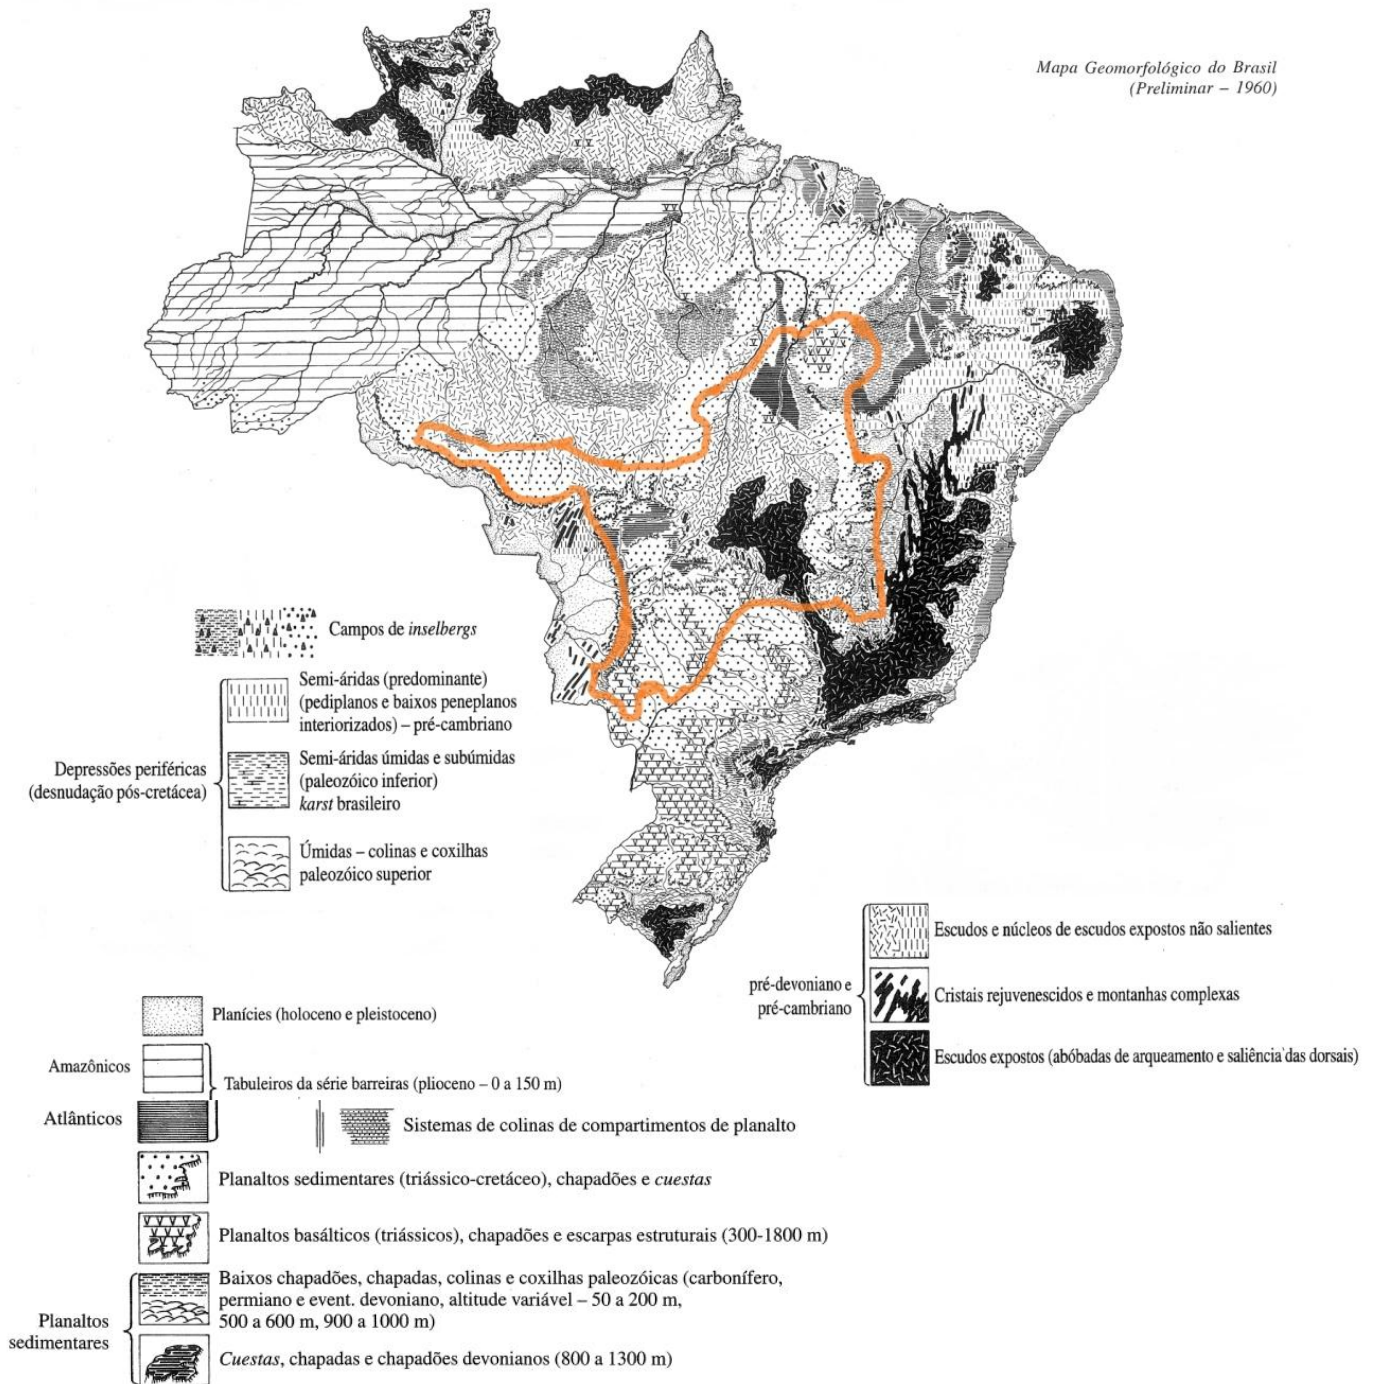 Mapa Geomorfológico do Brasil
(Preliminar – 1960)
Campos de inselbergs
Depressões periféricas
(desnudação pós-cretácea)
Semi-áridas (predominante)
(pediplanos e baixos peneplanos
interiorizados) – pré-cambriano
Semi-áridas úmidas e subúmidas
(paleozóico inferior)
karst brasileiro
Úmidas – colinas e coxilhas
paleozóico superior
pré-devoniano e
pré-cambriano
Escudos e núcleos de escudos expostos não salientes
Cristais rejuvenescidos e montanhas complexas
Escudos expostos (abóbadas de arqueamento e saliência das dorsais)
Planícies (holoceno e pleistoceno)
Amazônicos
Tabuleiros da série barreiras (plioceno – 0 a 150 m)
Atlânticos
Sistemas de colinas de compartimentos de planalto
Planaltos sedimentares (triássico-cretáceo), chapadões e cuestas
Planaltos basálticos (triássicos), chapadões e escarpas estruturais (300-1800 m)
Planaltos
sedimentares
Baixos chapadões, chapadas, colinas e coxilhas paleozóicas (carbonífero,
permiano e event. devoniano, altitude variável – 50 a 200 m,
500 a 600 m, 900 a 1000 m)
Cuestas, chapadas e chapadões devonianos (800 a 1300 m)